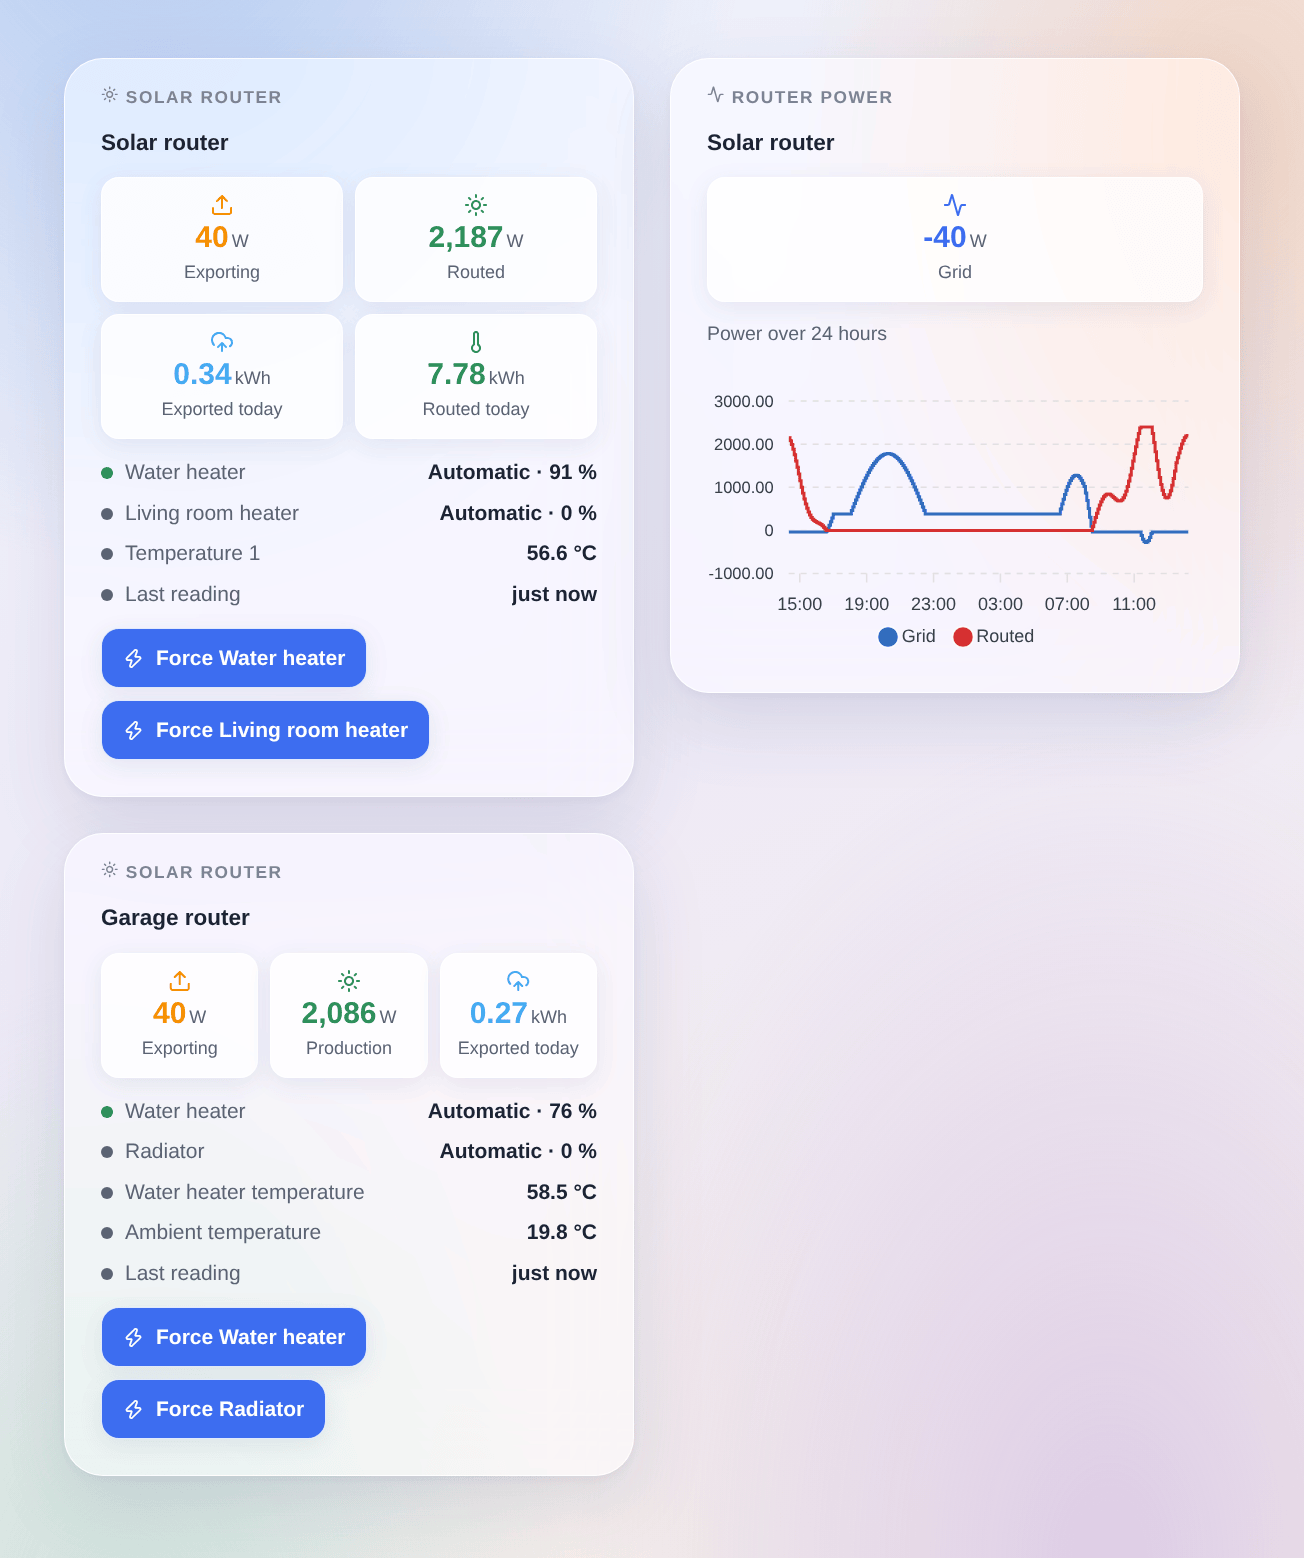 SOLAR ROUTER
Solar router
40 W
Exporting
2,187 W
Routed
0.34 kWh
Exported today
7.78 kWh
Routed today
Water heater Automatic · 91 %
Living room heater Automatic · 0 %
Temperature 1 56.6 °C
Last reading just now
Force Water heater
Force Living room heater
ROUTER POWER
Solar router
-40 W
Grid
Power over 24 hours
3000.00
2000.00
1000.00
0
-1000.00
15:00 19:00 23:00 03:00 07:00 11:00
Grid Routed
SOLAR ROUTER
Garage router
40 W
Exporting
2,086 W
Production
0.27 kWh
Exported today
Water heater Automatic · 76 %
Radiator Automatic · 0 %
Water heater temperature 58.5 °C
Ambient temperature 19.8 °C
Last reading just now
Force Water heater
Force Radiator